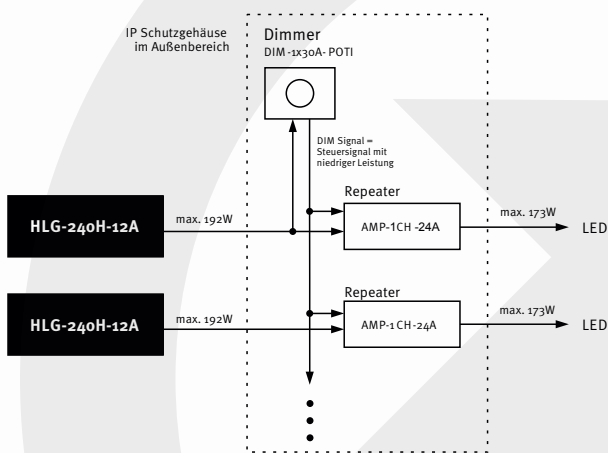 IP Schutzgehäuse
im Außenbereich
Dimmer
DIM-1x30A-POTI
DIM Signal =
Steuersignal mit
niedriger Leistung
Repeater
HLG-240H-12A
max. 192W
AMP-1CH-24A
max. 173W
LED
Repeater
HLG-240H-12A
max. 192W
AMP-1CH-24A
max. 173W
LED